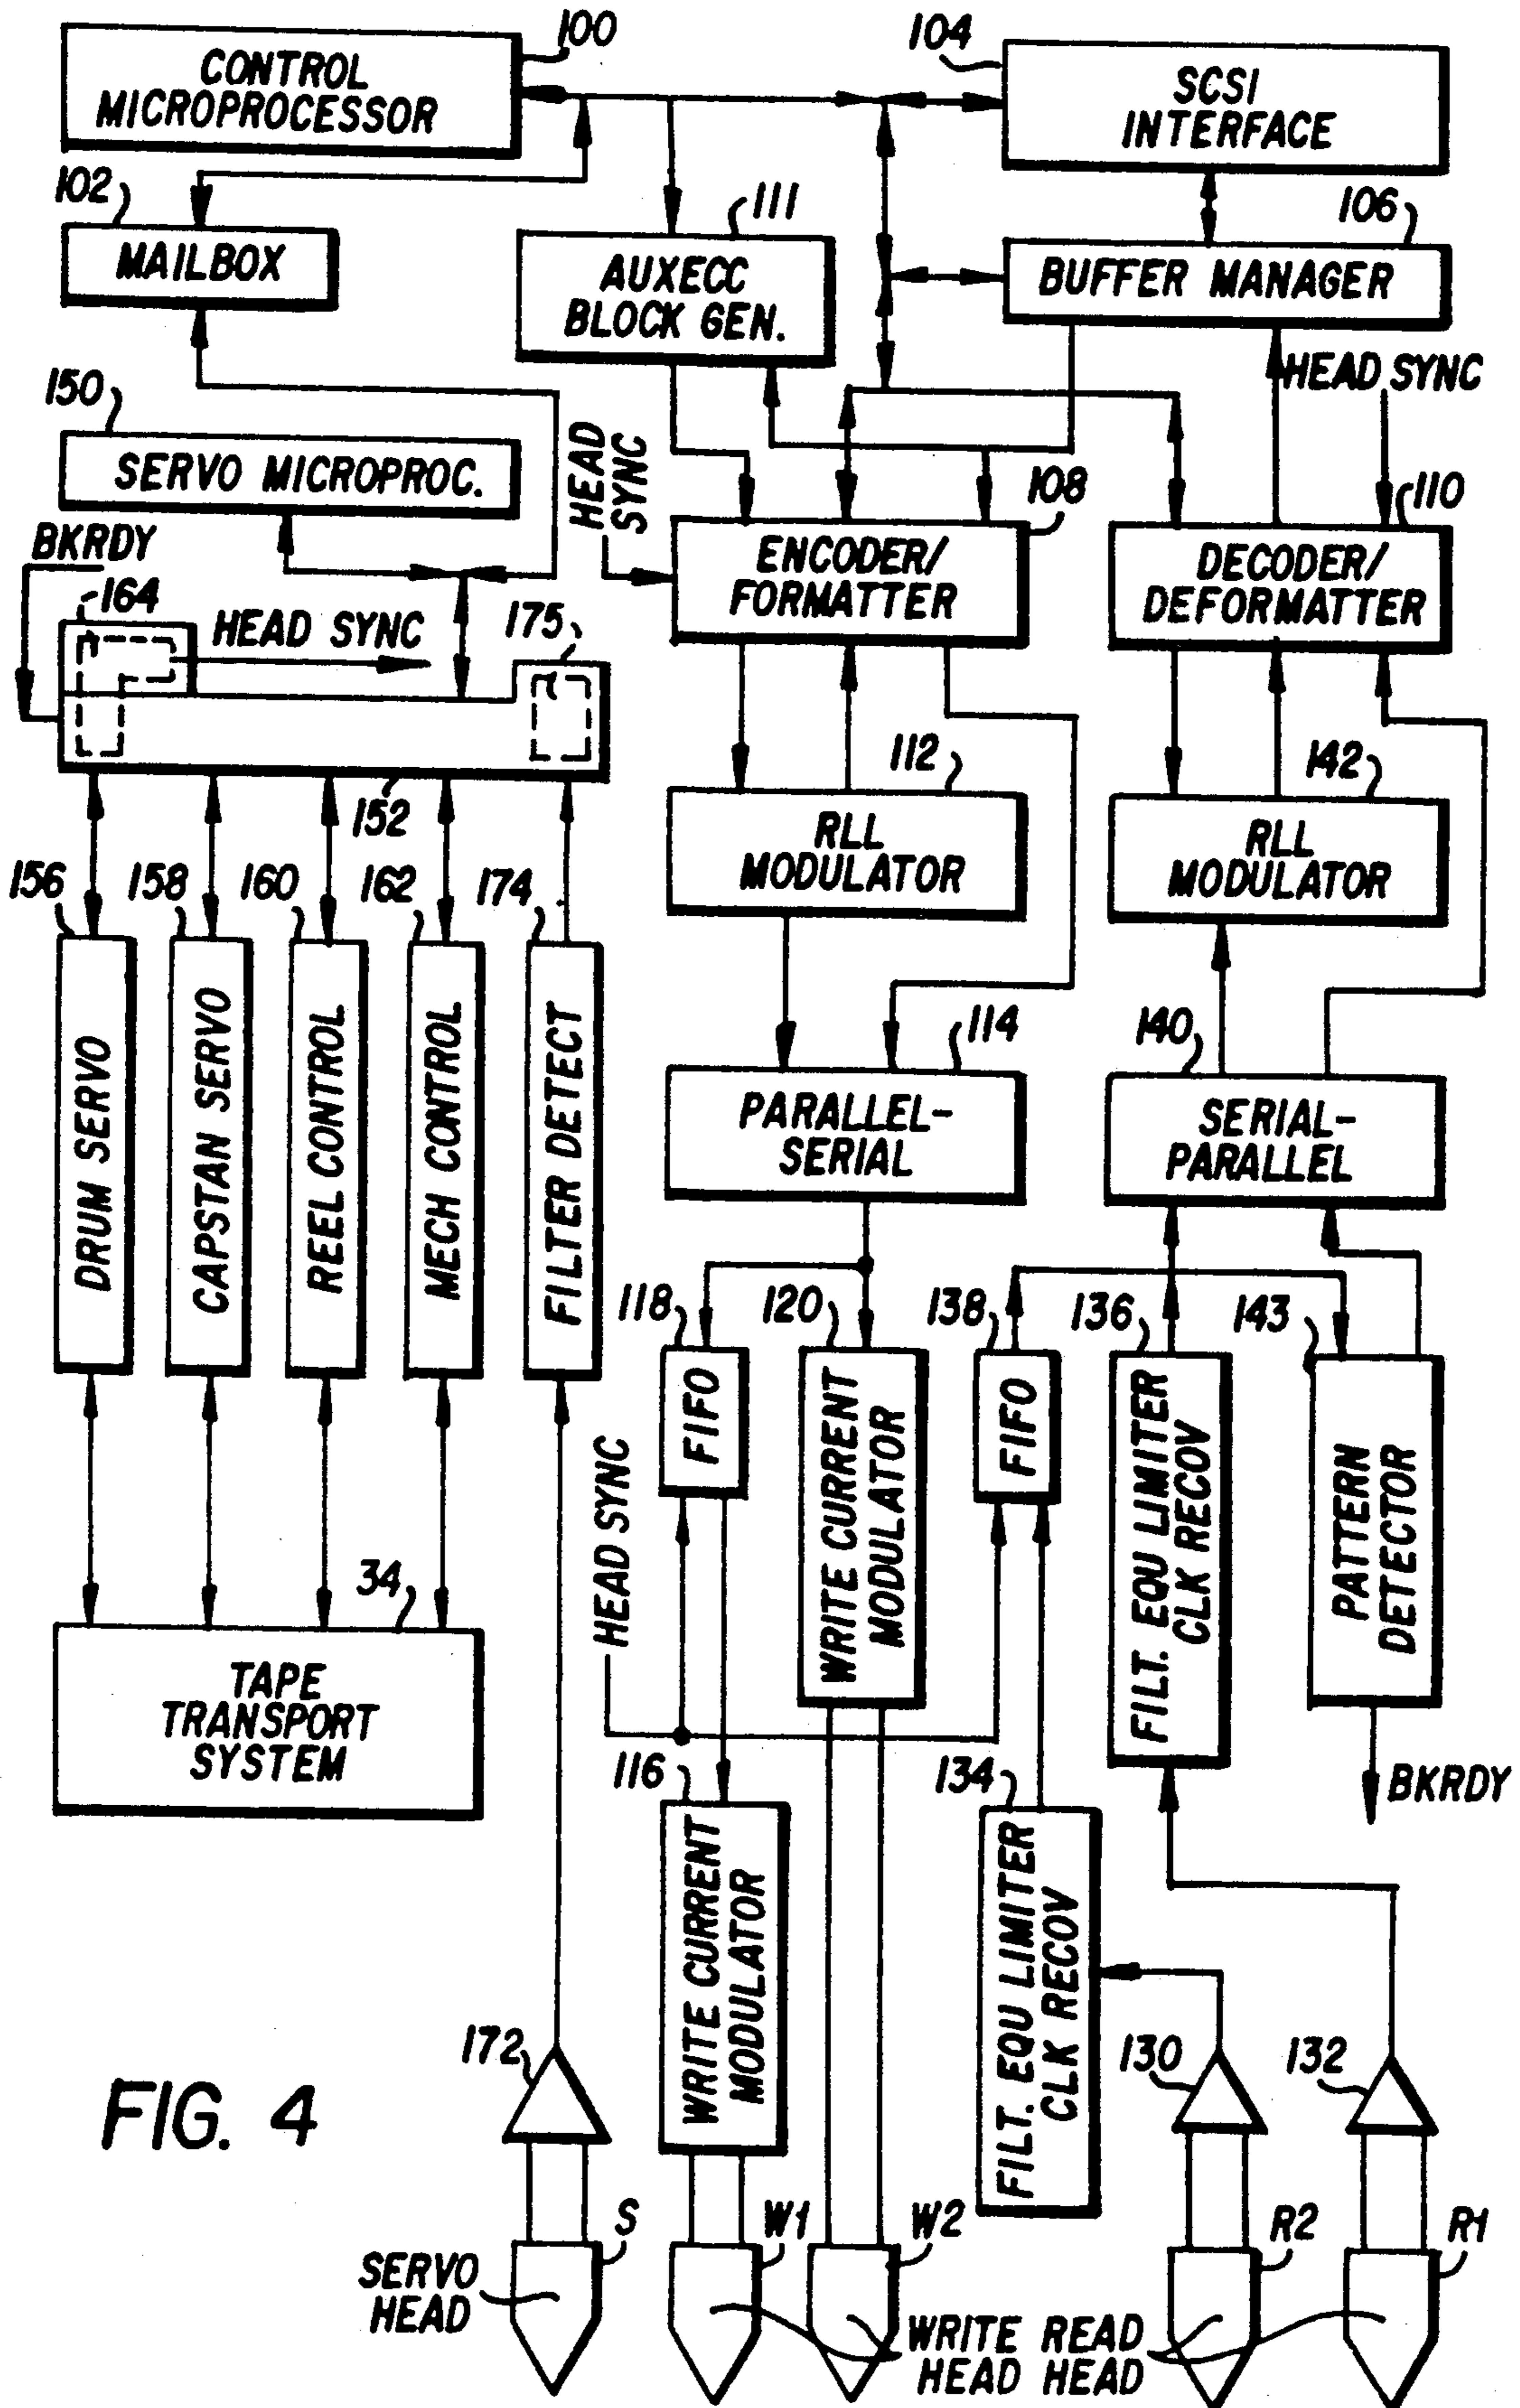 100
CONTROL
MICROPROCESSOR
104
SCSI
INTERFACE
102
MAILBOX
111
AUXECC
BLOCK GEN.
106
BUFFER MANAGER
HEAD SYNC
150
SERVO MICROPROC.
HEAD
SYNC
108
ENCODER/
FORMATTER
110
DECODER/
DEFORMATTER
BKRDY
164
HEAD SYNC
175
152
112
RLL
MODULATOR
142
RLL
MODULATOR
156
158
160
162
174
DRUM SERVO
CAPSTAN SERVO
REEL CONTROL
MECH CONTROL
FILTER DETECT
114
PARALLEL-
SERIAL
140
SERIAL-
PARALLEL
118
FIFO
120
WRITE CURRENT
MODULATOR
138
FIFO
136
FILT. EQU LIMITER
CLK RECOV
143
PATTERN
DETECTOR
HEAD SYNC
34
TAPE
TRANSPORT
SYSTEM
116
WRITE CURRENT
MODULATOR
134
FILT. EQU LIMITER
CLK RECOV
BKRDY
172
130
132
FIG. 4
S
W1
W2
R2
R1
SERVO
HEAD
WRITE
HEAD
READ
HEAD